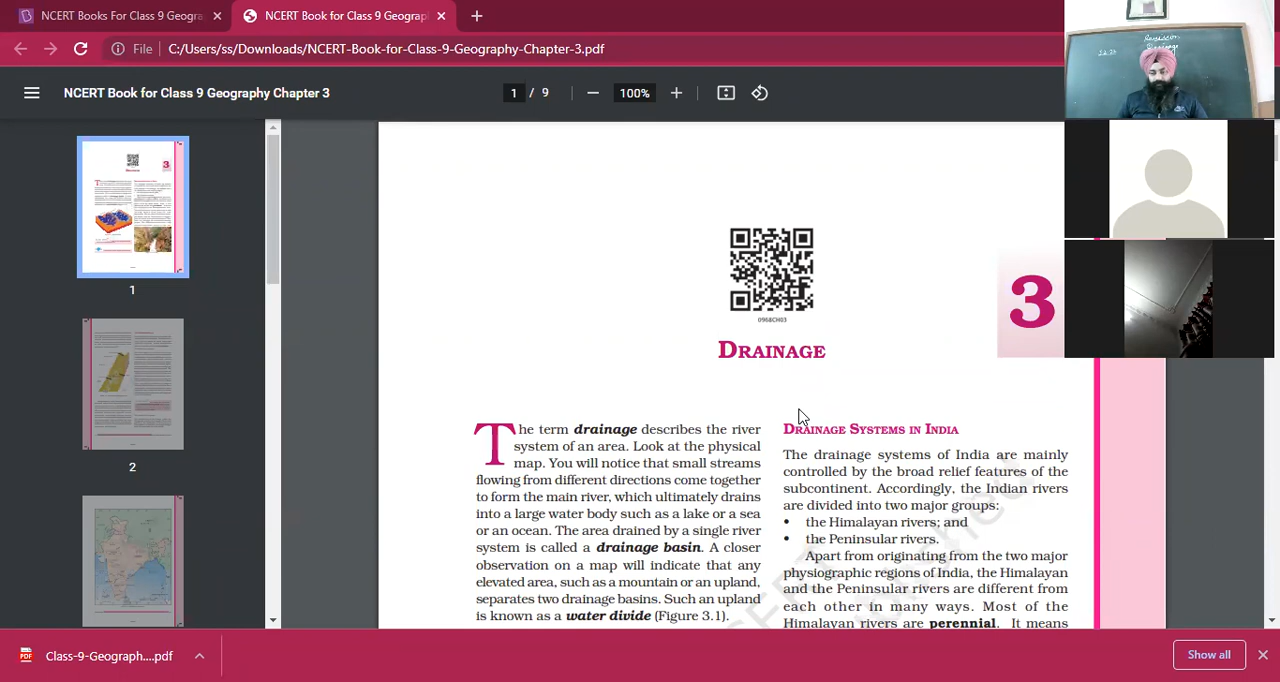 NCERT Books For Class 9 Geogra
NCERT Book for Class 9 Geograph
File
C:/Users/ss/Downloads/NCERT-Book-for-Class-9-Geography-Chapter-3.pdf
NCERT Book for Class 9 Geography Chapter 3
1 / 9
100%
1
2
0968CH03
3
DRAINAGE
The term drainage describes the river
system of an area. Look at the physical
map. You will notice that small streams
flowing from different directions come together
to form the main river, which ultimately drains
into a large water body such as a lake or a sea
or an ocean. The area drained by a single river
system is called a drainage basin. A closer
observation on a map will indicate that any
elevated area, such as a mountain or an upland,
separates two drainage basins. Such an upland
is known as a water divide (Figure 3.1).
DRAINAGE SYSTEMS IN INDIA
The drainage systems of India are mainly
controlled by the broad relief features of the
subcontinent. Accordingly, the Indian rivers
are divided into two major groups:
• the Himalayan rivers; and
• the Peninsular rivers.
Apart from originating from the two major
physiographic regions of India, the Himalayan
and the Peninsular rivers are different from
each other in many ways. Most of the
Himalayan rivers are perennial. It means
Class-9-Geograph....pdf
Show all